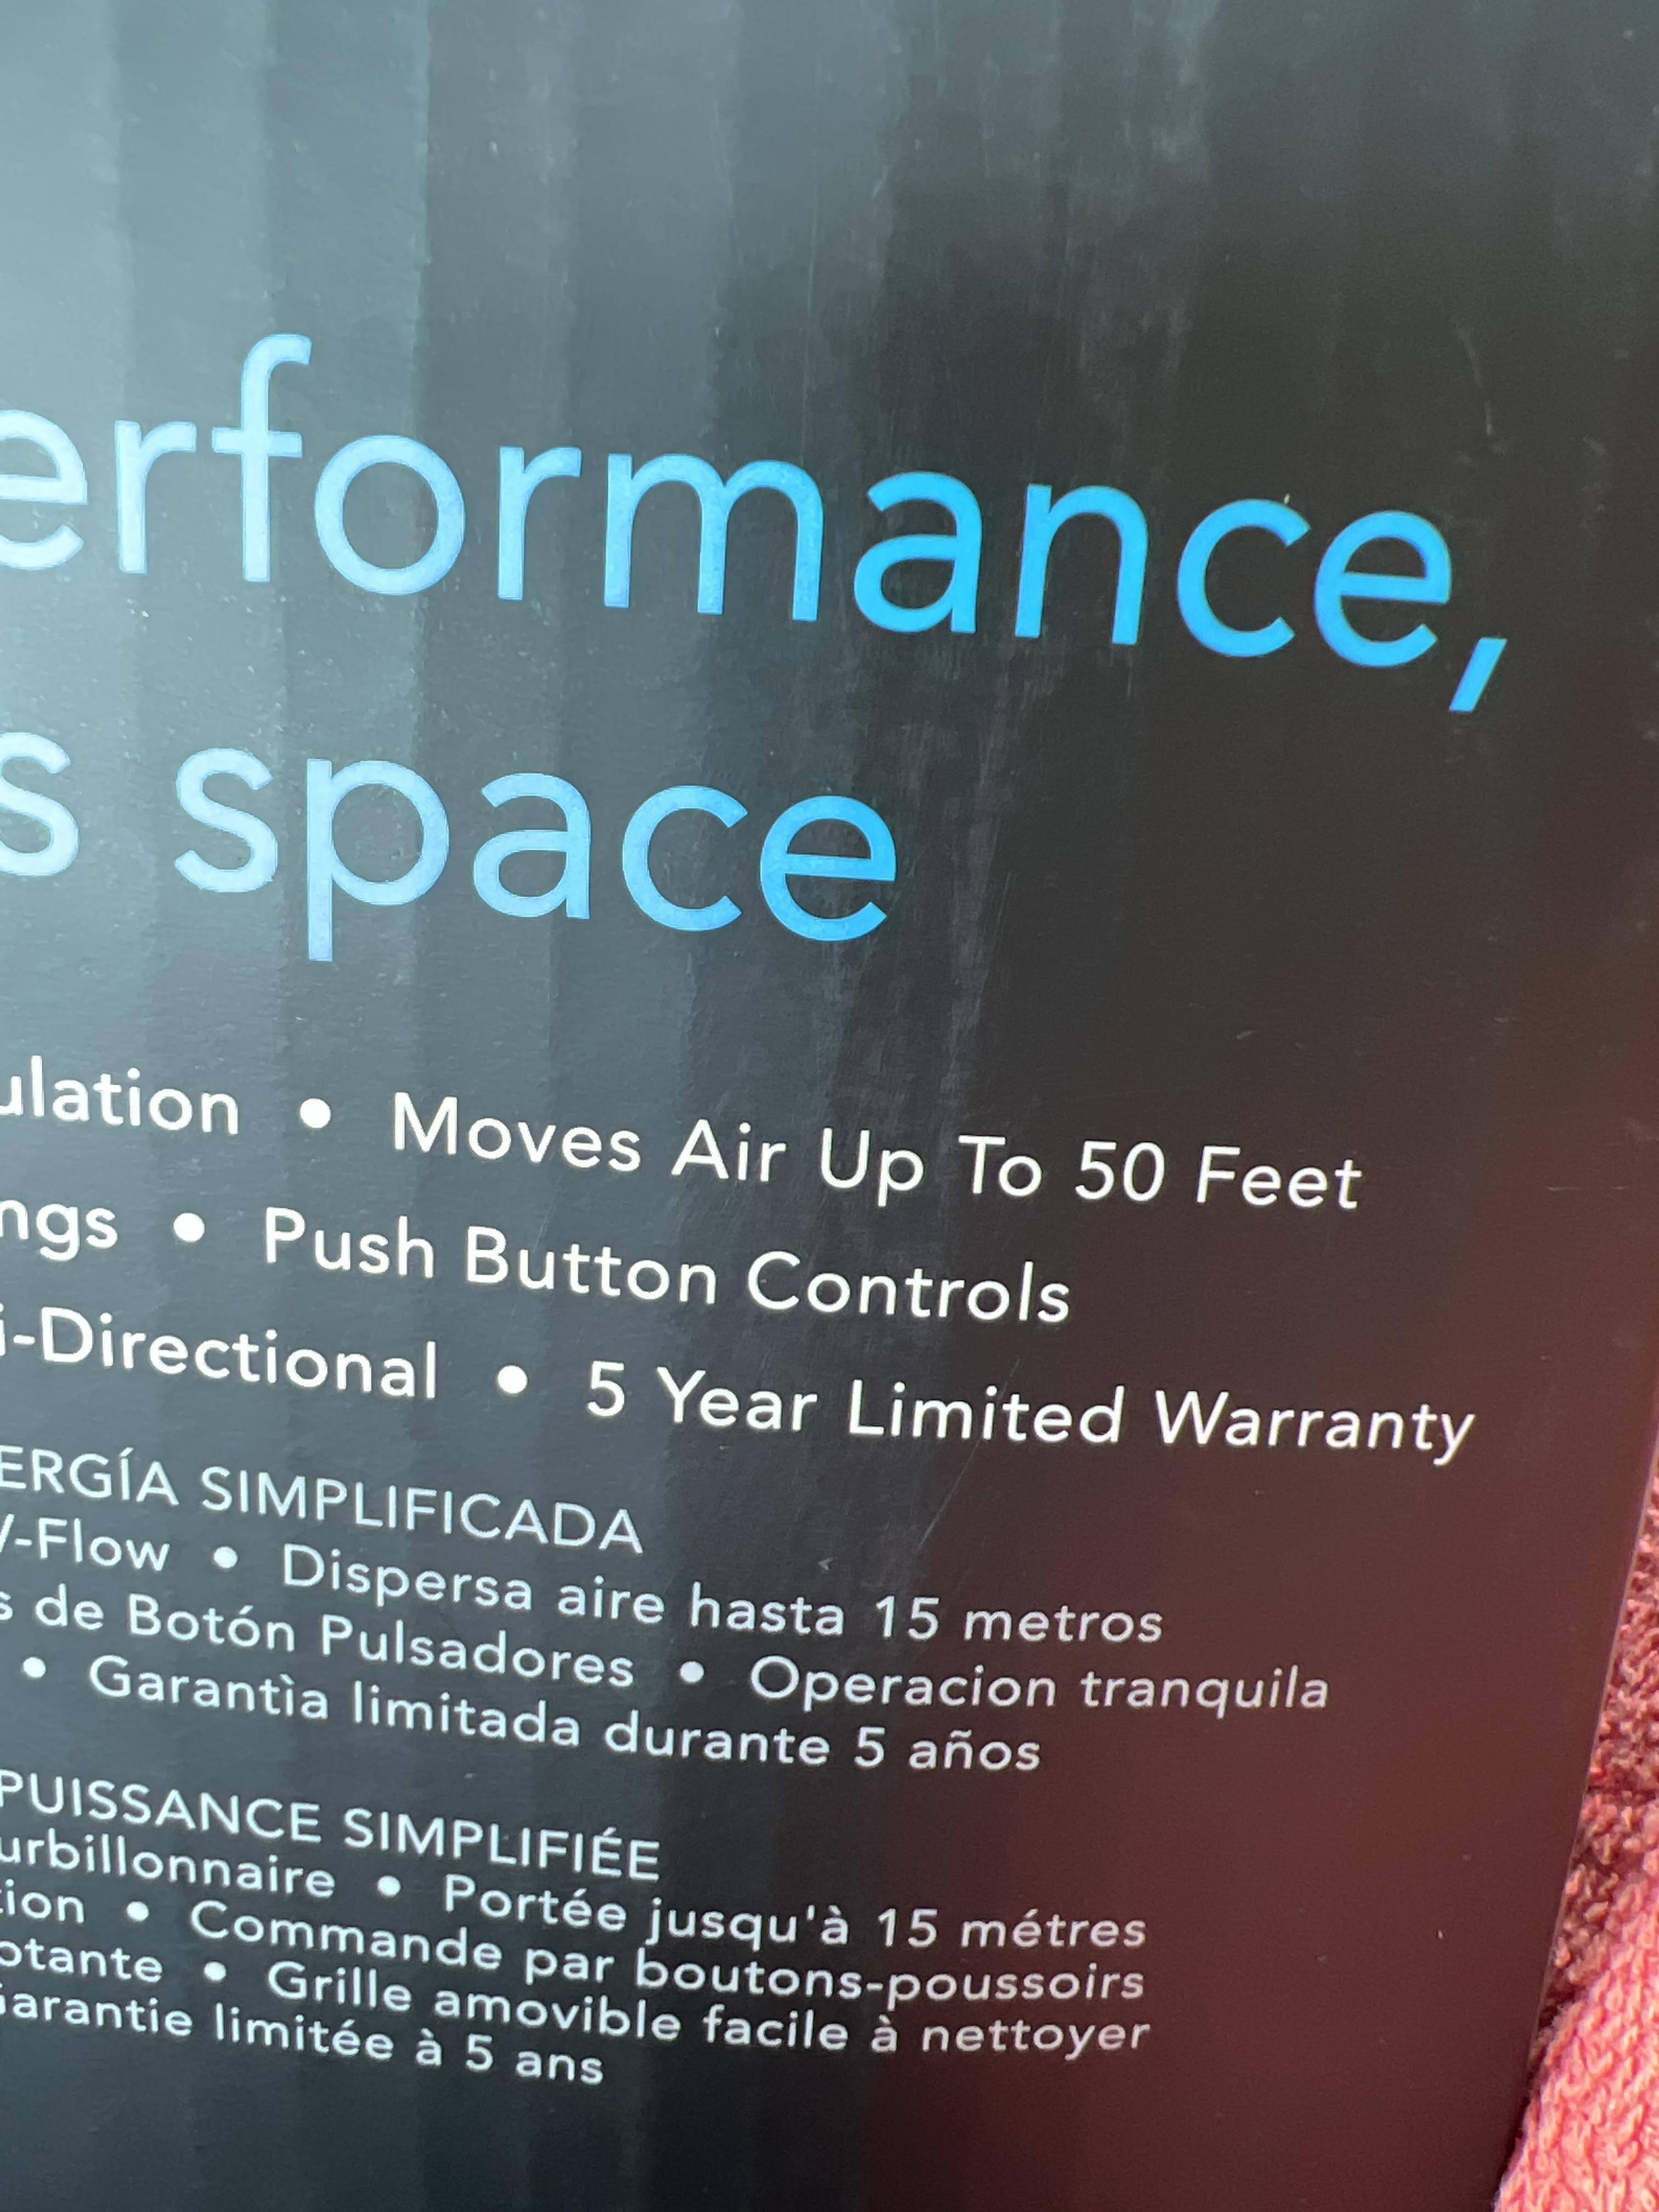 erformance,
s space
ulation • Moves Air Up To 50 Feet
ngs • Push Button Controls
i-Directional • 5 Year Limited Warranty
ERGÍA SIMPLIFICADA
-Flow • Dispersa aire hasta 15 metros
s de Botón Pulsadores • Operacion tranquila
• Garantìa limitada durante 5 años
PUISSANCE SIMPLIFIÉE
urbillonnaire • Portée jusqu'à 15 métres
tion • Commande par boutons-poussoirs
otante • Grille amovible facile à nettoyer
Garantie limitée à 5 ans